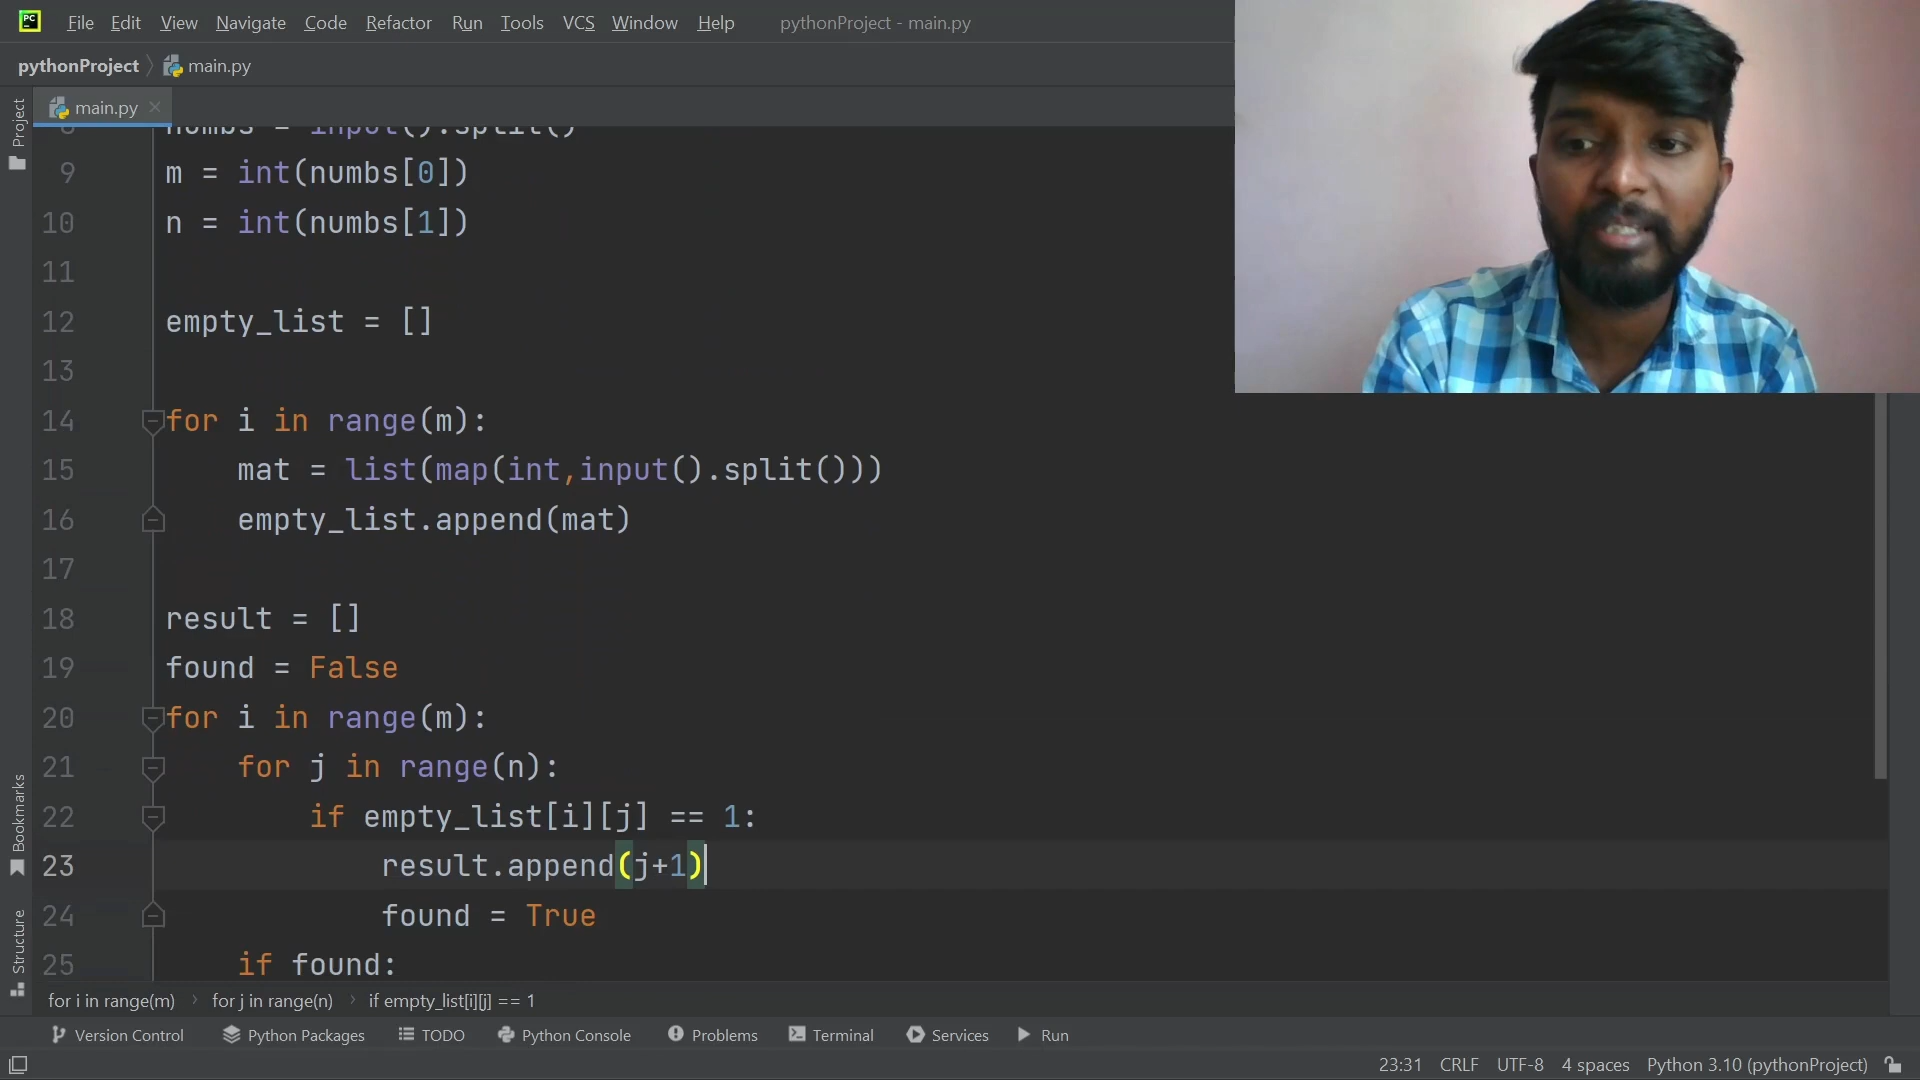 PC File Edit View Navigate Code Refactor Run Tools VCS Window Help pythonProject - main.py
pythonProject main.py
Project
main.py
8 numbs = input().split()
9 m = int(numbs[0])
10 n = int(numbs[1])
11
12 empty_list = []
13
14 for i in range(m):
15 mat = list(map(int,input().split()))
16 empty_list.append(mat)
17
18 result = []
19 found = False
20 for i in range(m):
21 for j in range(n):
22 if empty_list[i][j] == 1:
23 result.append(j+1)
24 found = True
25 if found:
Bookmarks
Structure
for i in range(m) for j in range(n) if empty_list[i][j] == 1
Version Control Python Packages TODO Python Console Problems Terminal Services Run
23:31 CRLF UTF-8 4 spaces Python 3.10 (pythonProject)